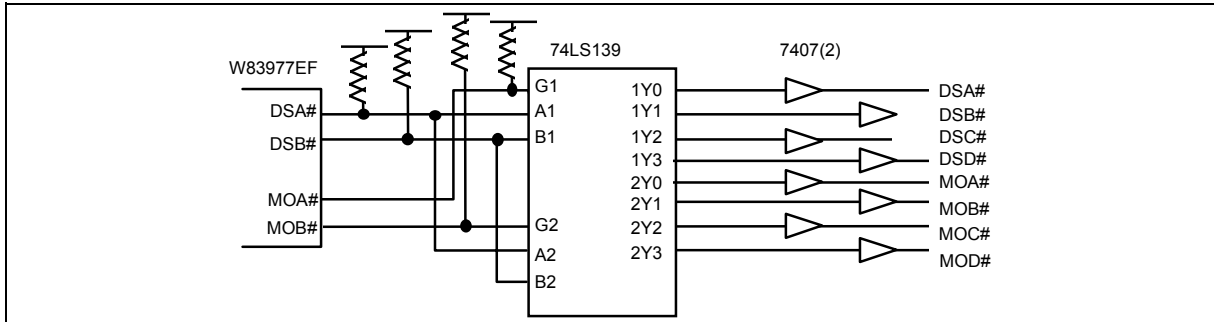 74LS139
7407(2)
W83977EF
DSA#
DSB#
MOA#
MOB#
G1
A1
B1
G2
A2
B2
1Y0
1Y1
1Y2
1Y3
2Y0
2Y1
2Y2
2Y3
DSA#
DSB#
DSC#
DSD#
MOA#
MOB#
MOC#
MOD#